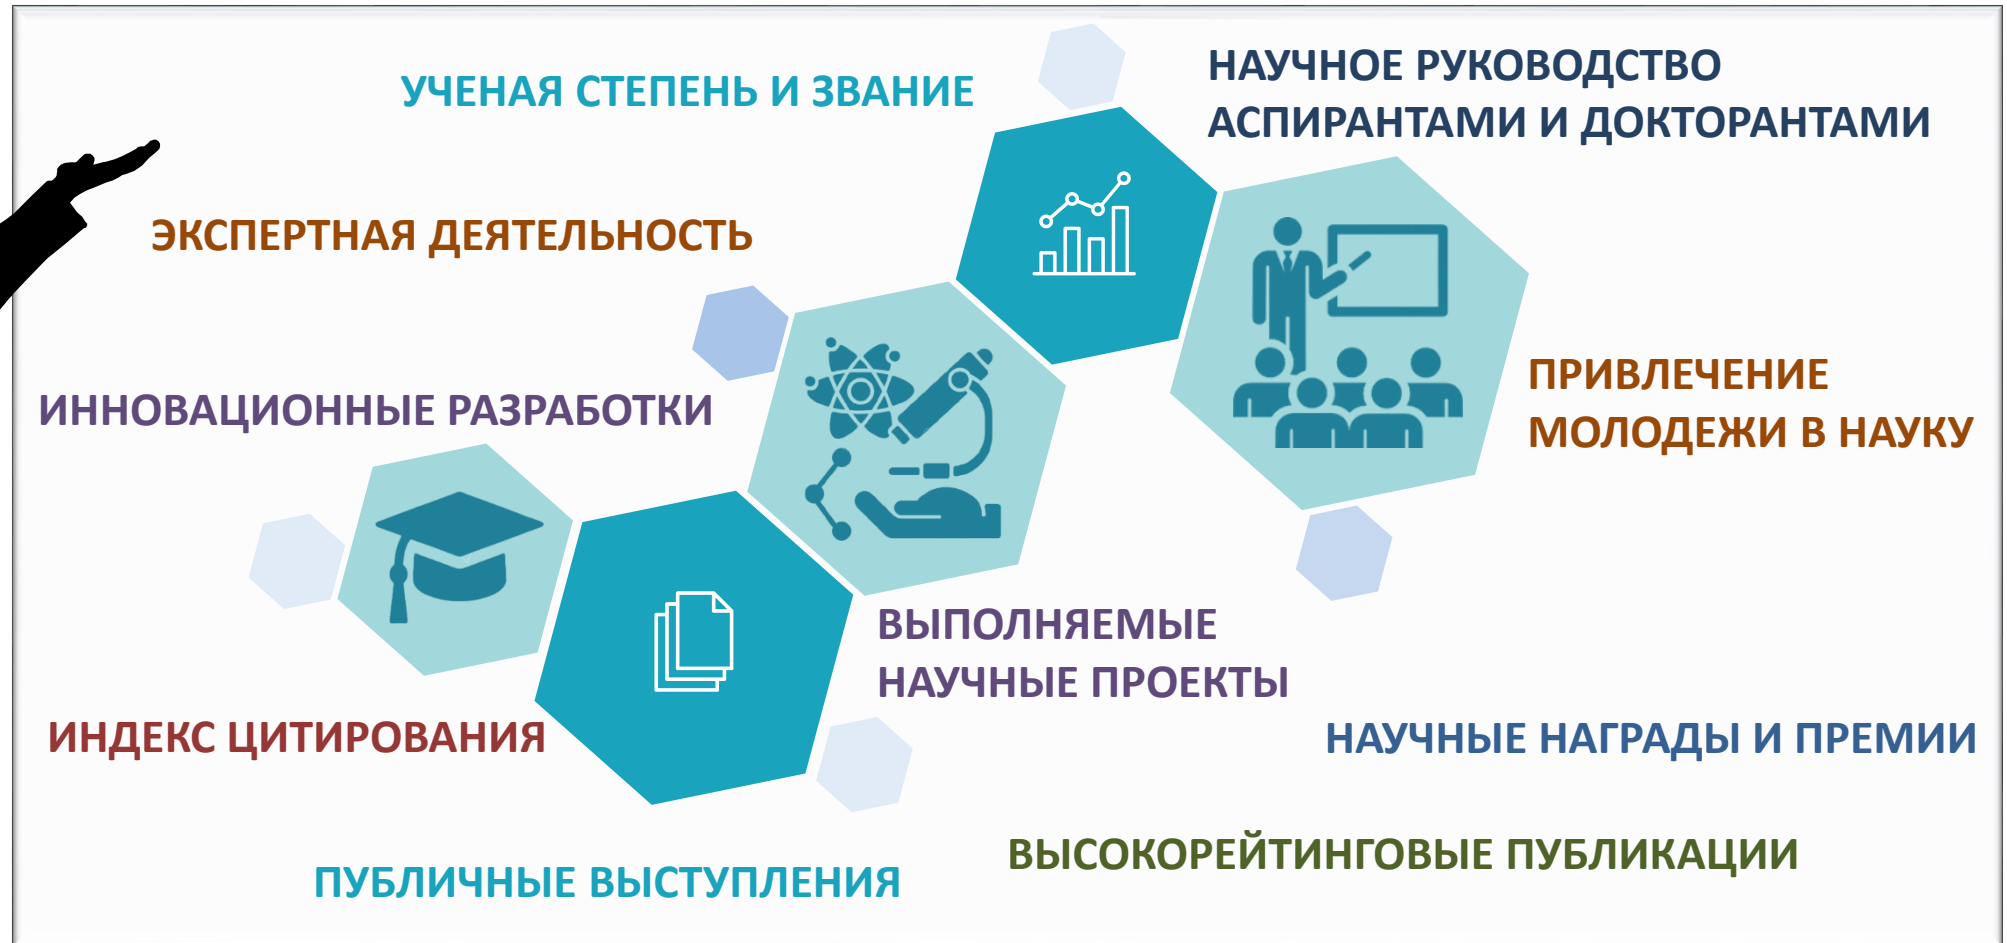 УЧЕНАЯ СТЕПЕНЬ И ЗВАНИЕ
НАУЧНОЕ РУКОВОДСТВО
АСПИРАНТАМИ И ДОКТОРАНТАМИ
ЭКСПЕРТНАЯ ДЕЯТЕЛЬНОСТЬ
ИННОВАЦИОННЫЕ РАЗРАБОТКИ
ПРИВЛЕЧЕНИЕ
МОЛОДЕЖИ В НАУКУ
ВЫПОЛНЯЕМЫЕ
НАУЧНЫЕ ПРОЕКТЫ
ИНДЕКС ЦИТИРОВАНИЯ
НАУЧНЫЕ НАГРАДЫ И ПРЕМИИ
ВЫСОКОРЕЙТИНГОВЫЕ ПУБЛИКАЦИИ
ПУБЛИЧНЫЕ ВЫСТУПЛЕНИЯ